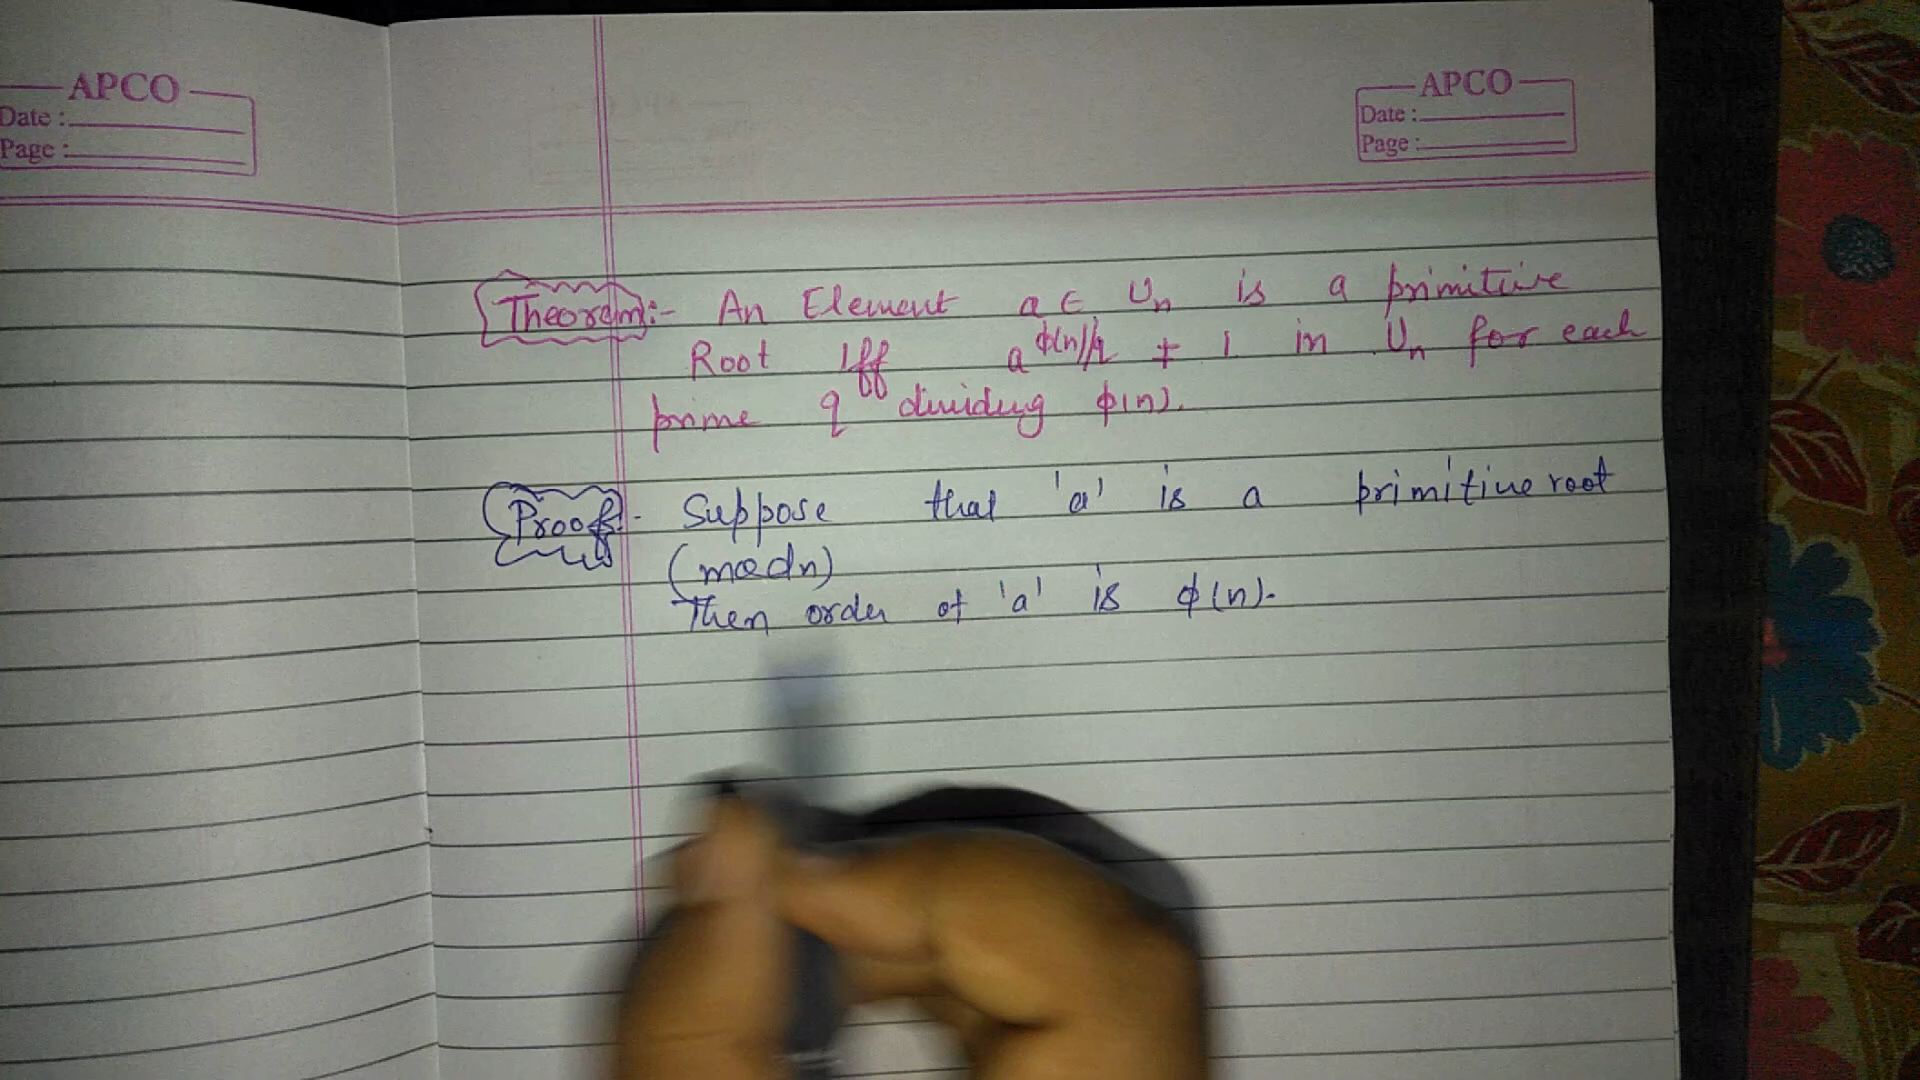 APCO
Date :
Page :
APCO
Date :
Page :
Theorem:- An Element a ∈ Un is a primitive
Root Iff a^ϕ(n)/q ≠ 1 in Un for each
prime q dividing ϕ(n).
Proof:- Suppose that 'a' is a primitive root
(mod n)
Then order of 'a' is ϕ(n).